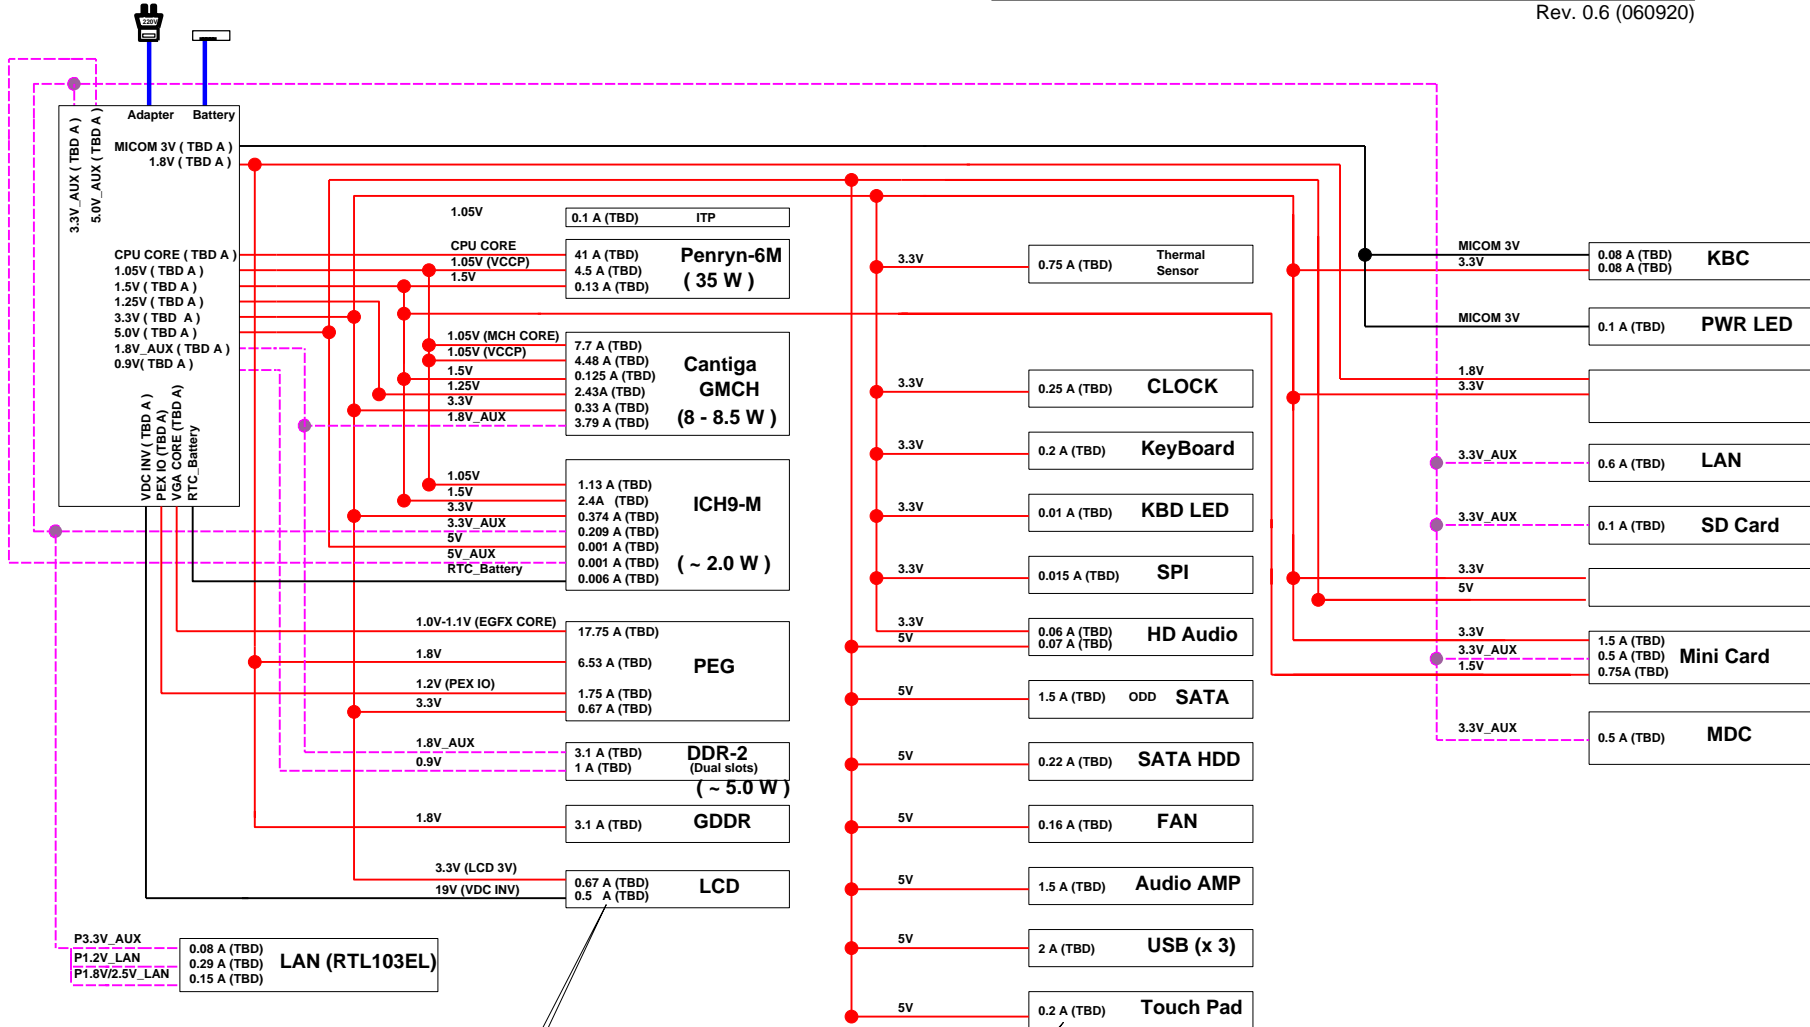 Rev. 0.6 (060920)
220V
Adapter
Battery
3.3V_AUX ( TBD A )
5.0V_AUX ( TBD A )
MICOM 3V ( TBD A )
1.8V ( TBD A )
CPU CORE ( TBD A )
1.05V ( TBD A )
1.5V ( TBD A )
1.25V ( TBD A )
3.3V ( TBD A )
5.0V ( TBD A )
1.8V_AUX ( TBD A )
0.9V( TBD A )
VDC INV ( TBD A )
PEX IO (TBD A)
VGA CORE (TBD A)
RTC_Battery
1.05V
0.1 A (TBD)
ITP
CPU CORE
1.05V (VCCP)
1.5V
41 A (TBD)
4.5 A (TBD)
0.13 A (TBD)
Penryn-6M
( 35 W )
1.05V (MCH CORE)
1.05V (VCCP)
1.5V
1.25V
3.3V
1.8V_AUX
7.7 A (TBD)
4.48 A (TBD)
0.125 A (TBD)
2.43A (TBD)
0.33 A (TBD)
3.79 A (TBD)
Cantiga
GMCH
(8 - 8.5 W )
1.05V
1.5V
3.3V
3.3V_AUX
5V
5V_AUX
RTC_Battery
1.13 A (TBD)
2.4A (TBD)
0.374 A (TBD)
0.209 A (TBD)
0.001 A (TBD)
0.001 A (TBD)
0.006 A (TBD)
ICH9-M
( ~ 2.0 W )
1.0V-1.1V (EGFX CORE)
1.8V
1.2V (PEX IO)
3.3V
17.75 A (TBD)
6.53 A (TBD)
1.75 A (TBD)
0.67 A (TBD)
PEG
1.8V_AUX
0.9V
3.1 A (TBD)
1 A (TBD)
DDR-2
(Dual slots)
( ~ 5.0 W )
1.8V
3.1 A (TBD)
GDDR
3.3V (LCD 3V)
19V (VDC INV)
0.67 A (TBD)
0.5 A (TBD)
LCD
P3.3V_AUX
P1.2V_LAN
P1.8V/2.5V_LAN
0.08 A (TBD)
0.29 A (TBD)
0.15 A (TBD)
LAN (RTL103EL)
3.3V
0.75 A (TBD)
Thermal
Sensor
3.3V
0.25 A (TBD)
CLOCK
3.3V
0.2 A (TBD)
KeyBoard
3.3V
0.01 A (TBD)
KBD LED
3.3V
0.015 A (TBD)
SPI
3.3V
5V
0.06 A (TBD)
0.07 A (TBD)
HD Audio
5V
1.5 A (TBD)
ODD
SATA
5V
0.22 A (TBD)
SATA HDD
5V
0.16 A (TBD)
FAN
5V
1.5 A (TBD)
Audio AMP
5V
2 A (TBD)
USB (x 3)
5V
0.2 A (TBD)
Touch Pad
MICOM 3V
3.3V
0.08 A (TBD)
0.08 A (TBD)
KBC
MICOM 3V
0.1 A (TBD)
PWR LED
1.8V
3.3V
3.3V_AUX
0.6 A (TBD)
LAN
3.3V_AUX
0.1 A (TBD)
SD Card
3.3V
5V
3.3V
3.3V_AUX
1.5V
1.5 A (TBD)
0.5 A (TBD)
0.75A (TBD)
Mini Card
3.3V_AUX
0.5 A (TBD)
MDC